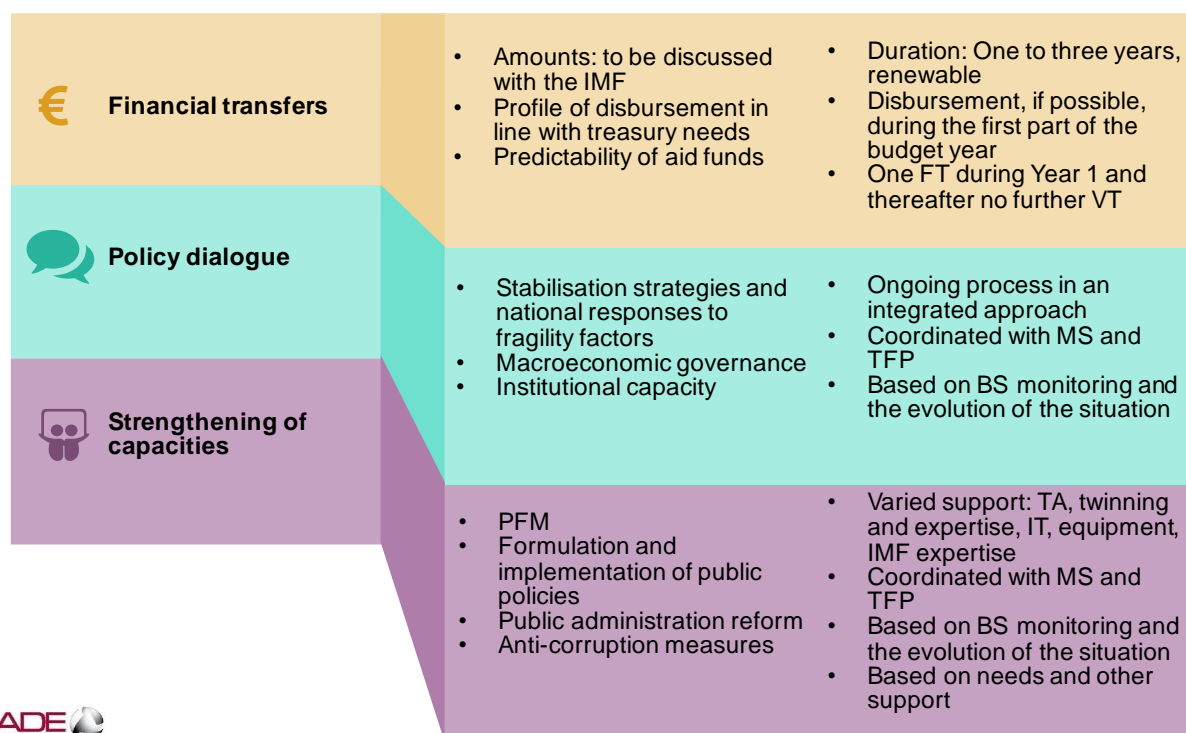 €
Financial transfers
• Amounts: to be discussed
with the IMF
• Profile of disbursement in
line with treasury needs
• Predictability of aid funds
• Duration: One to three years,
renewable
• Disbursement, if possible,
during the first part of the
budget year
• One FT during Year 1 and
thereafter no further VT
Policy dialogue
• Stabilisation strategies and
national responses to
fragility factors
• Macroeconomic governance
• Institutional capacity
• Ongoing process in an
integrated approach
• Coordinated with MS and
TFP
• Based on BS monitoring and
the evolution of the situation
Strengthening of
capacities
• PFM
• Formulation and
implementation of public
policies
• Public administration reform
• Anti-corruption measures
• Varied support: TA, twinning
and expertise, IT, equipment,
IMF expertise
• Coordinated with MS and
TFP
• Based on BS monitoring and
the evolution of the situation
• Based on needs and other
support
ADE